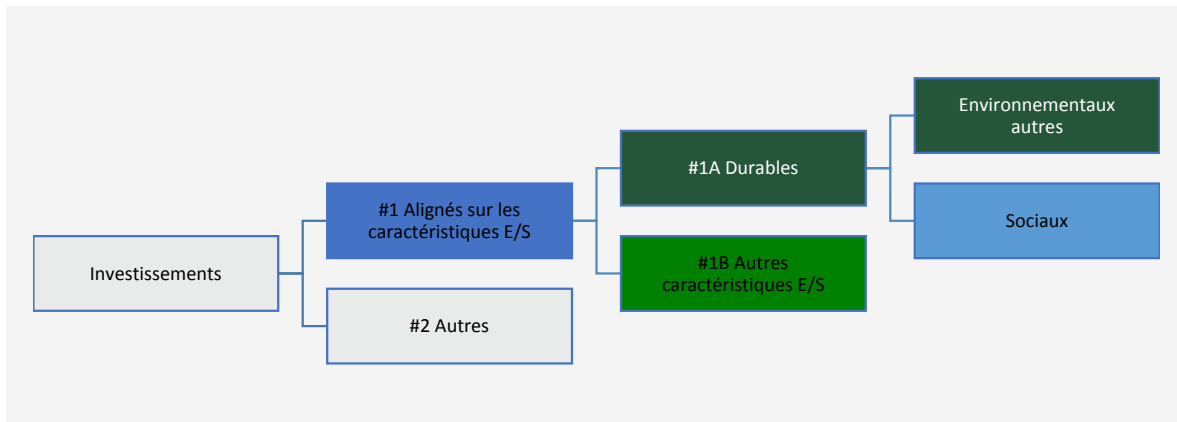 Investissements
#1 Alignés sur les
caractéristiques E/S
#2 Autres
#1A Durables
#1B Autres
caractéristiques E/S
Environnementaux
autres
Sociaux